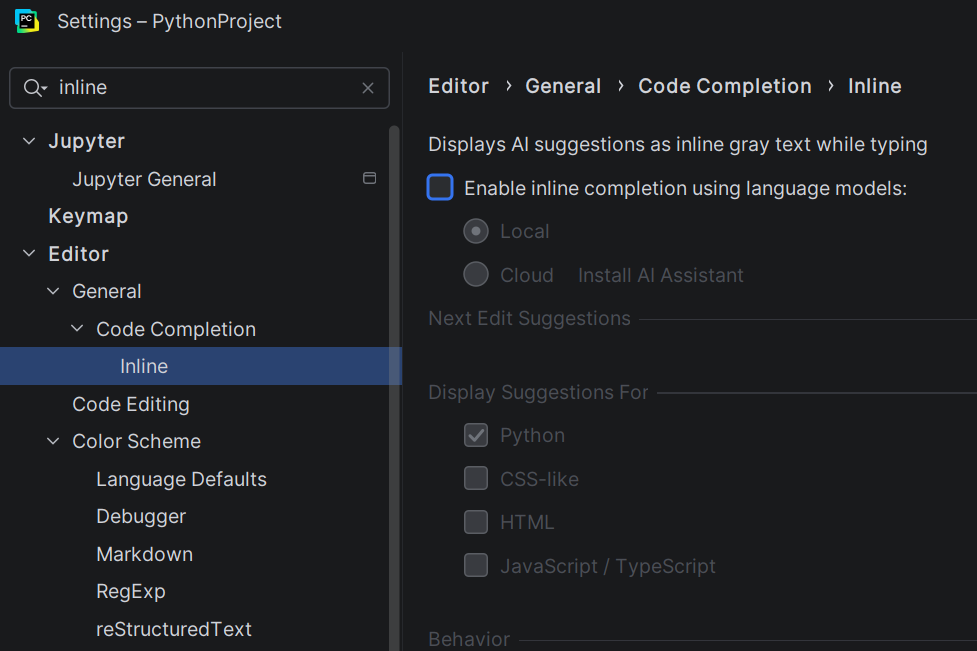 PC
Settings – PythonProject
inline
Jupyter
Jupyter General
Keymap
Editor
General
Code Completion
Inline
Code Editing
Color Scheme
Language Defaults
Debugger
Markdown
RegExp
reStructuredText
Editor › General › Code Completion › Inline
Displays AI suggestions as inline gray text while typing
Enable inline completion using language models:
Local
Cloud Install AI Assistant
Next Edit Suggestions
Display Suggestions For
Python
CSS-like
HTML
JavaScript / TypeScript
Behavior